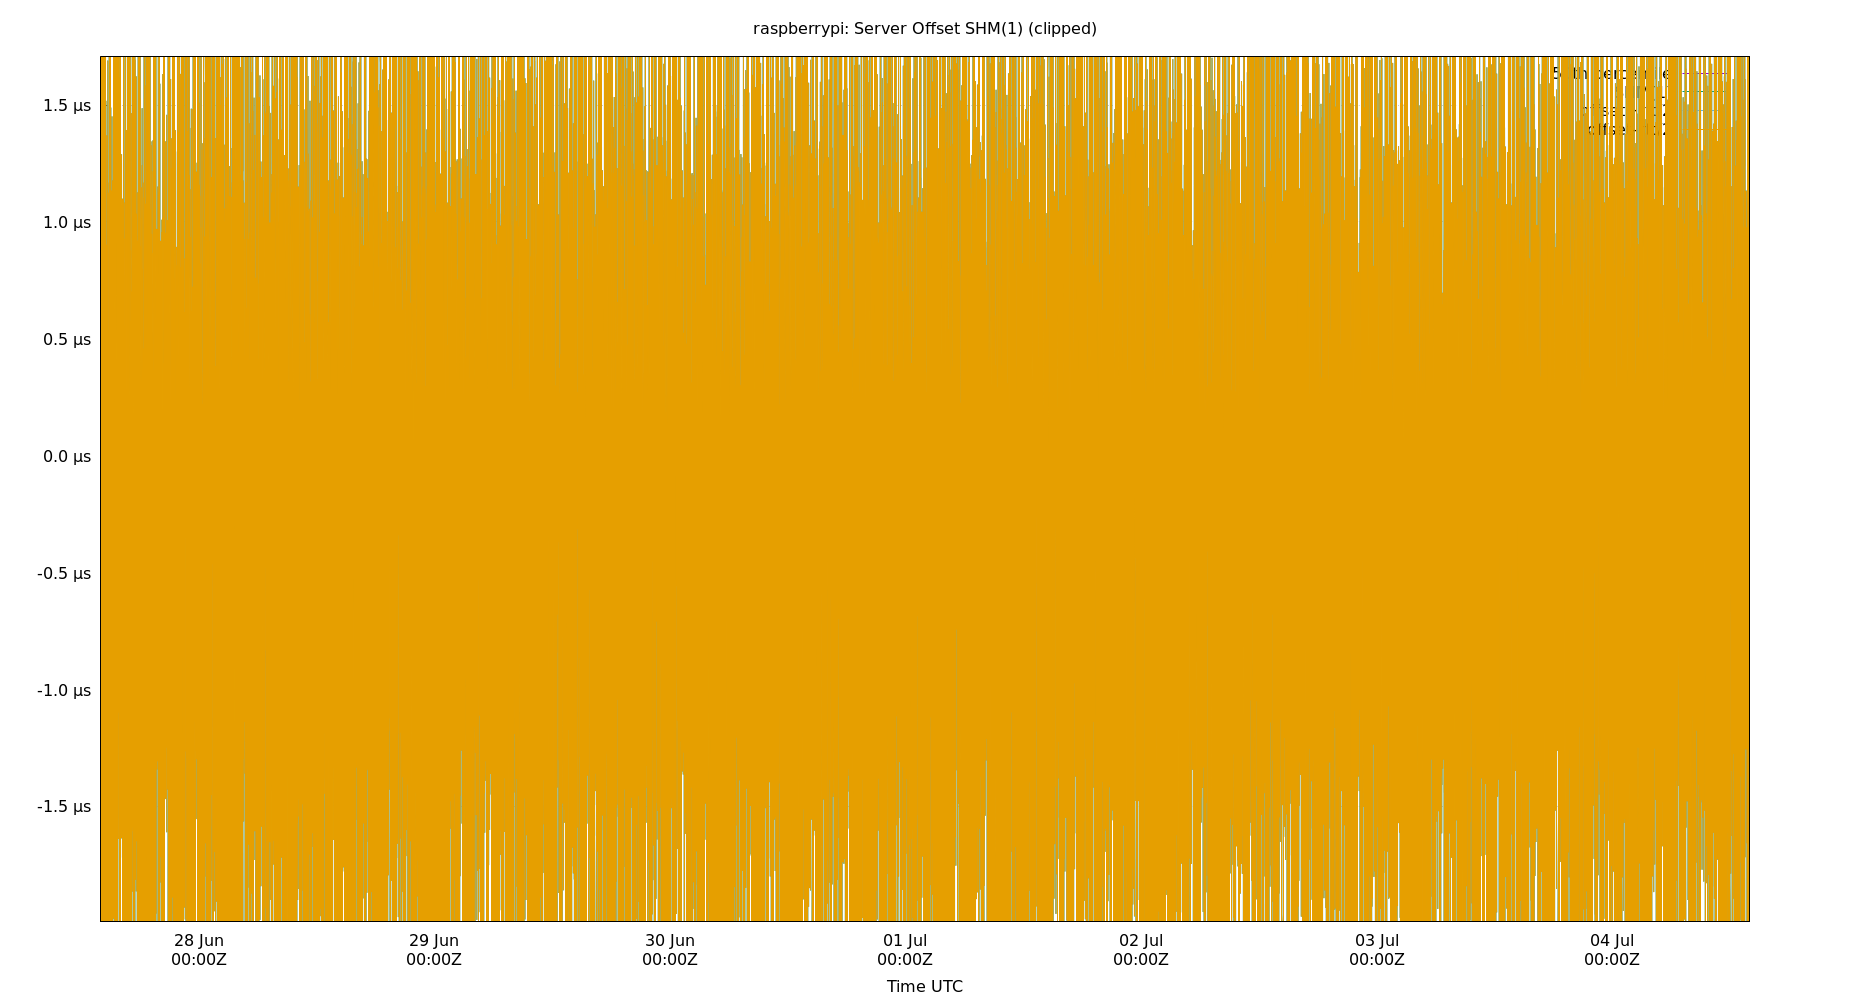 raspberrypi: Server Offset SHM(1) (clipped)
1.5 µs
1.0 µs
0.5 µs
0.0 µs
-0.5 µs
-1.0 µs
-1.5 µs
28 Jun 29 Jun 30 Jun 01 Jul 02 Jul 03 Jul 04 Jul
00:00Z 00:00Z 00:00Z 00:00Z 00:00Z 00:00Z 00:00Z
Time UTC